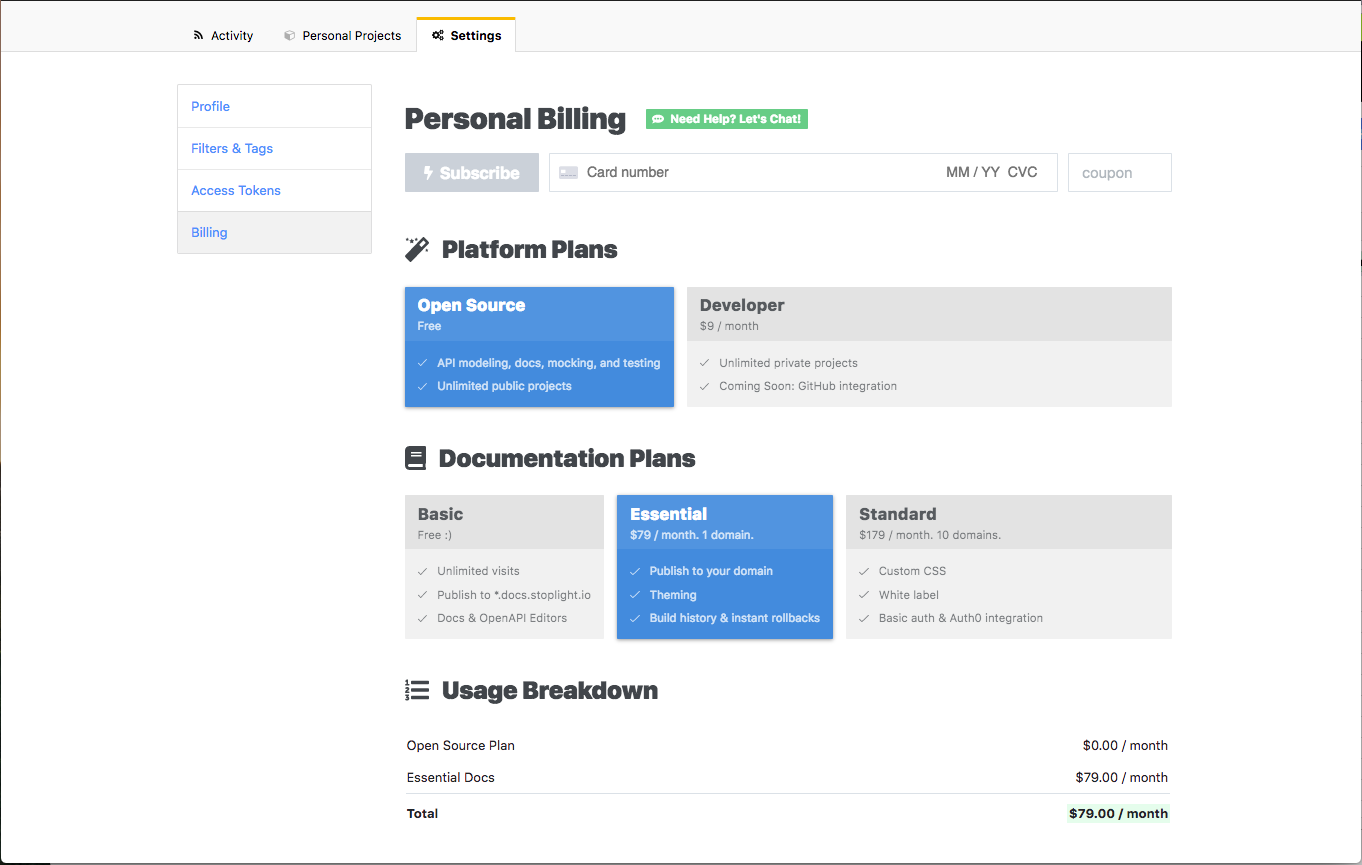 Activity Personal Projects Settings
Profile
Filters & Tags
Access Tokens
Billing
Personal Billing Need Help? Let's Chat!
Subscribe Card number MM / YY CVC coupon
Platform Plans
Open Source
Free
API modeling, docs, mocking, and testing
Unlimited public projects
Developer
$9 / month
Unlimited private projects
Coming Soon: GitHub integration
Documentation Plans
Basic
Free :)
Unlimited visits
Publish to *.docs.stoplight.io
Docs & OpenAPI Editors
Essential
$79 / month. 1 domain.
Publish to your domain
Theming
Build history & instant rollbacks
Standard
$179 / month. 10 domains.
Custom CSS
White label
Basic auth & Auth0 integration
Usage Breakdown
Open Source Plan $0.00 / month
Essential Docs $79.00 / month
Total $79.00 / month